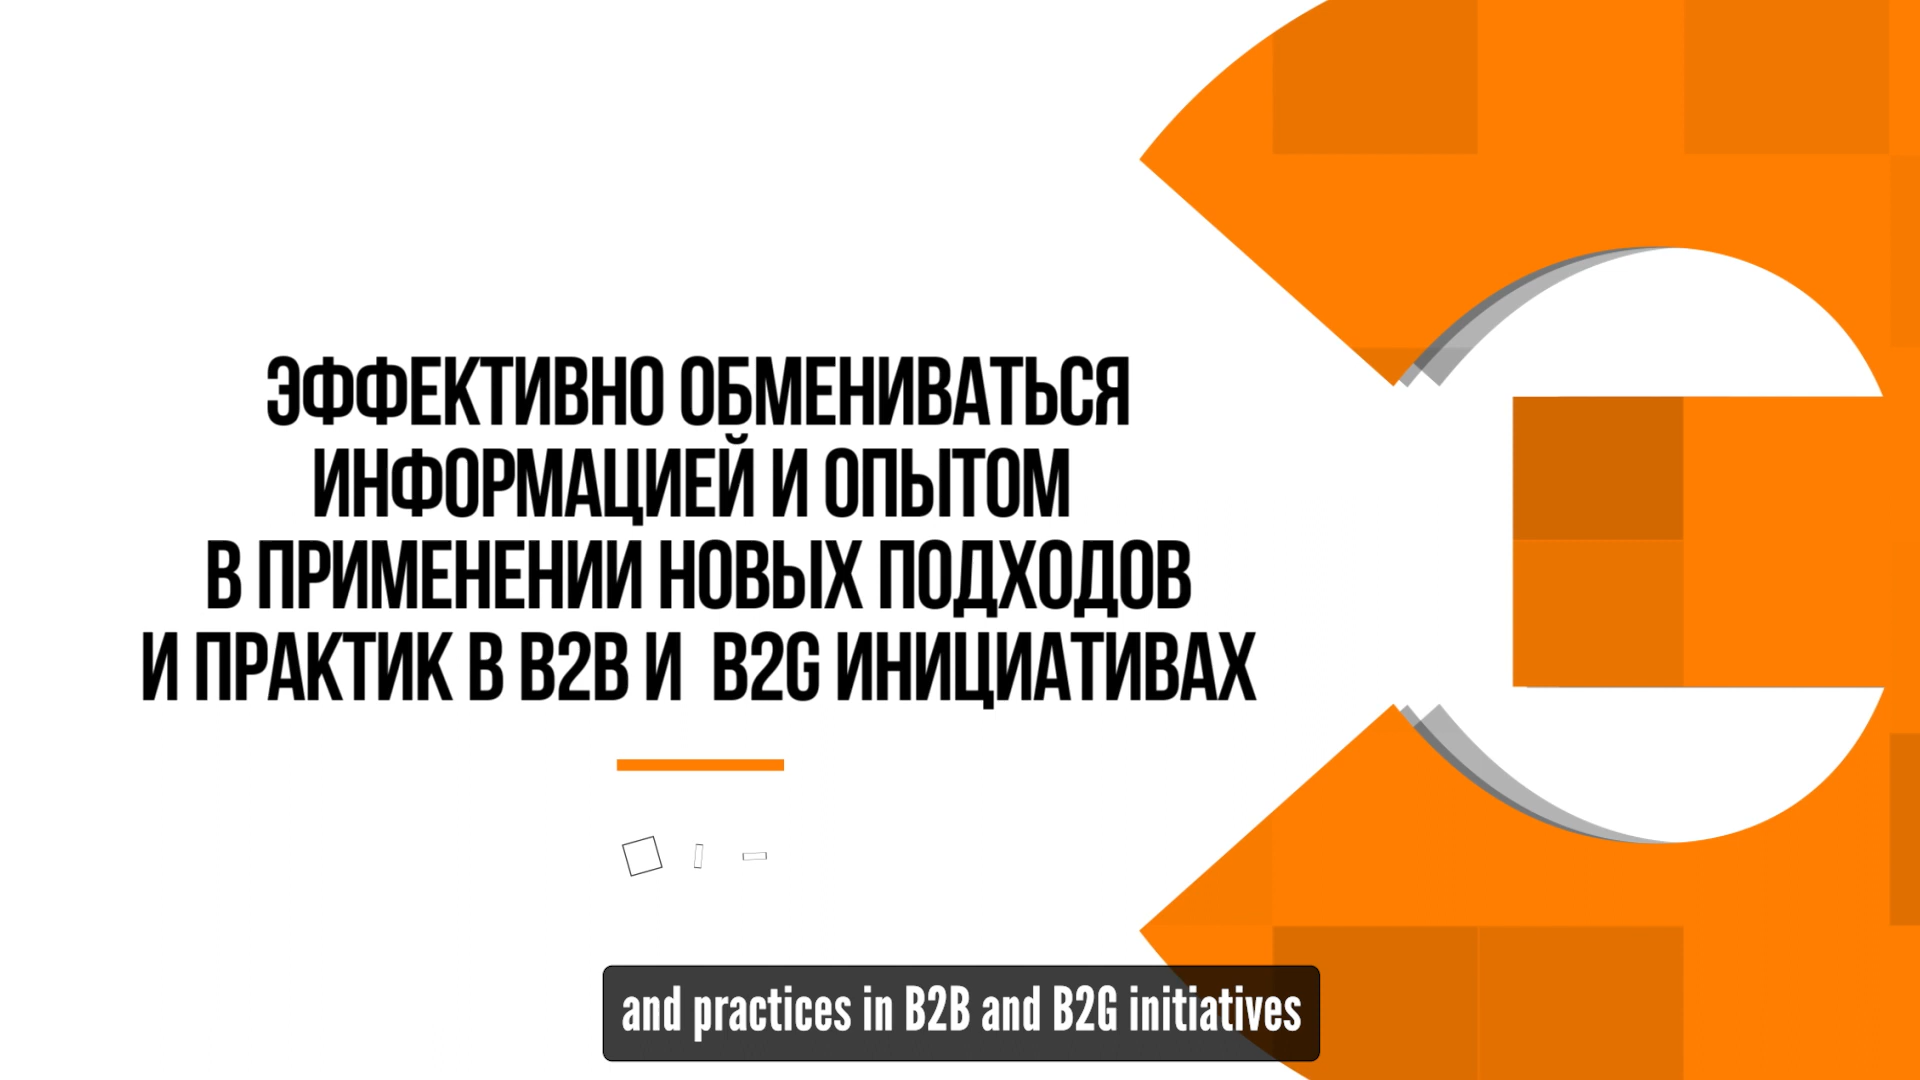 ЭФФЕКТИВНО ОБМЕНИВАТЬСЯ
ИНФОРМАЦИЕЙ И ОПЫТОМ
В ПРИМЕНЕНИИ НОВЫХ ПОДХОДОВ
И ПРАКТИК В B2B И B2G ИНИЦИАТИВАХ
and practices in B2B and B2G initiatives